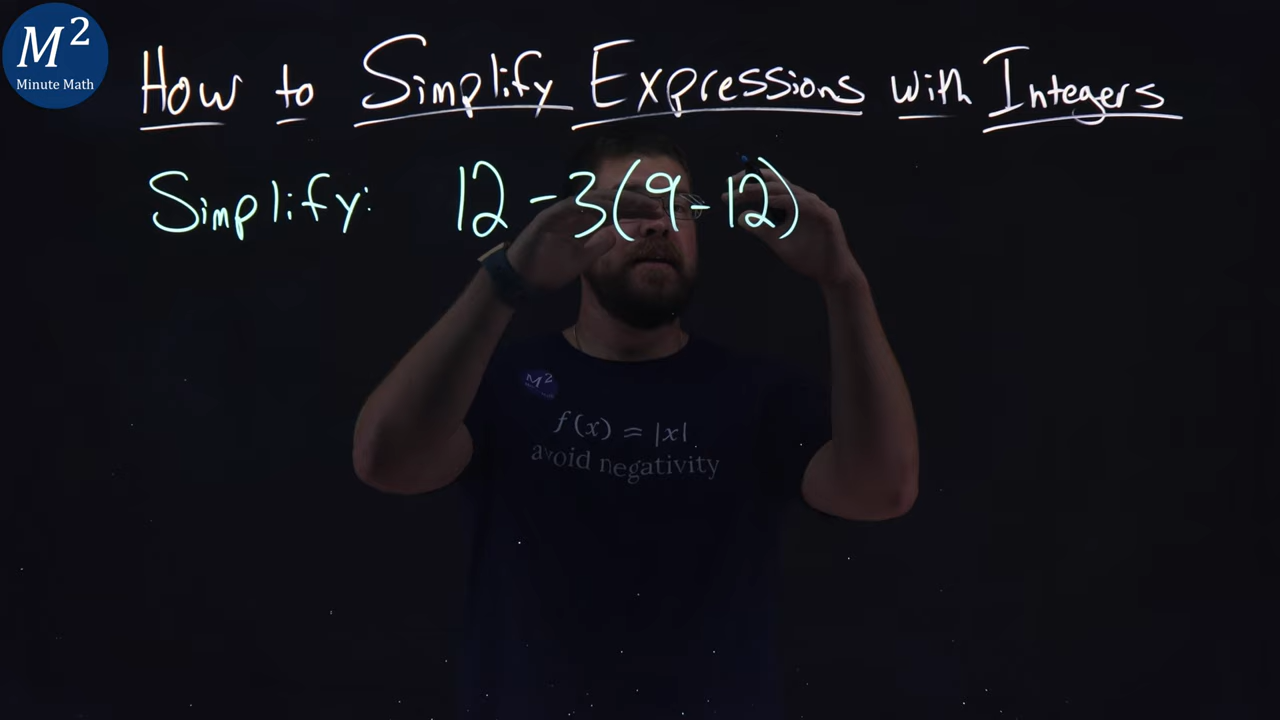 M²
Minute Math
How to Simplify Expressions with Integers
Simplify: 12 - 3(9-12)
M²
f(x) = |x|
avoid negativity